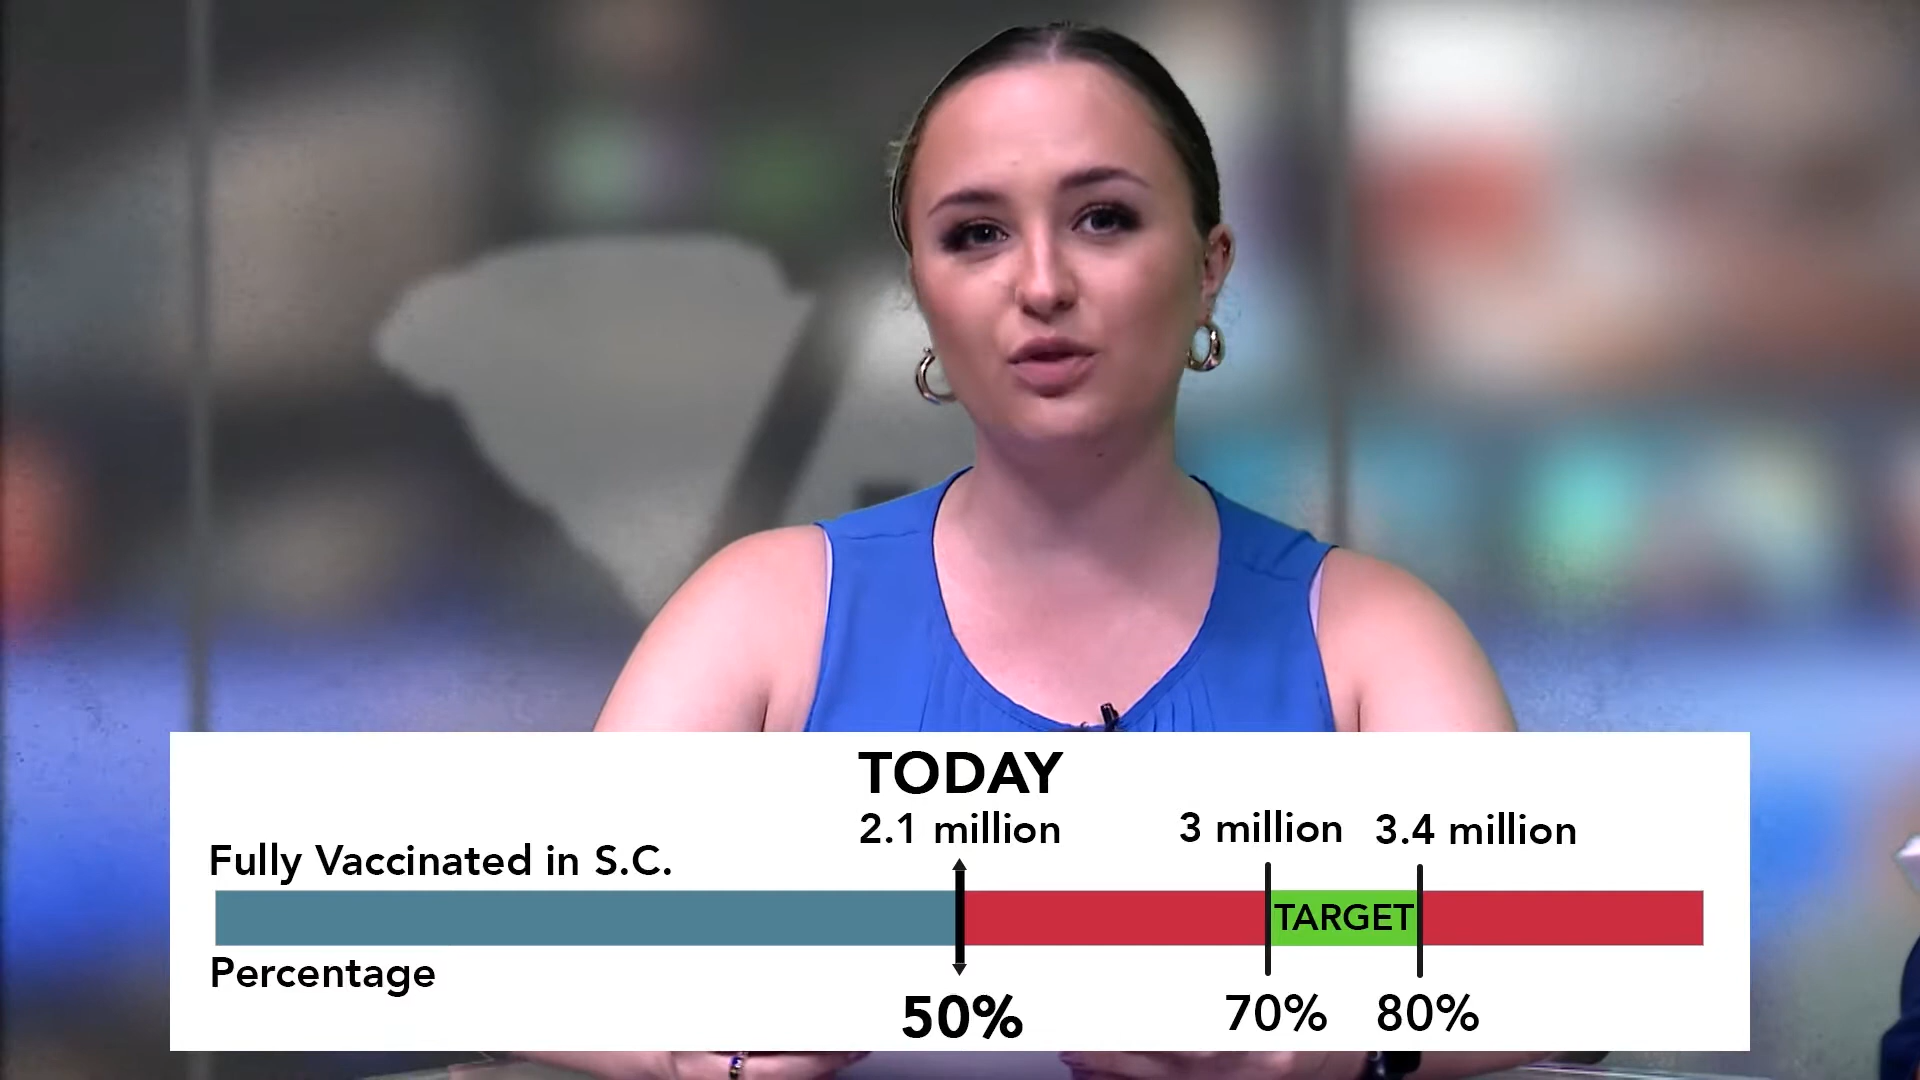 TODAY
2.1 million
3 million
3.4 million
Fully Vaccinated in S.C.
TARGET
Percentage
50%
70%
80%